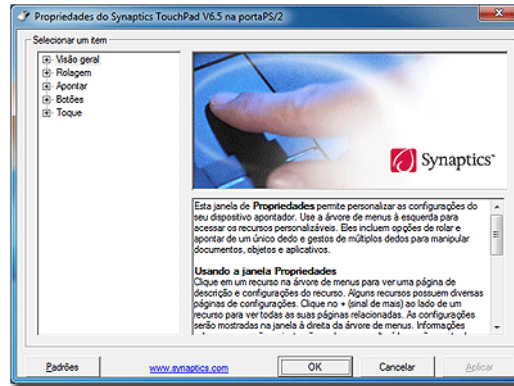 Propriedades do Synaptics TouchPad V6.5 na portaPS/2
Selecionar um item
Visão geral
Rolagem
Apontar
Botões
Toque
Synaptics
Esta janela de Propriedades permite personalizar as configurações do
seu dispositivo apontador. Use a árvore de menus à esquerda para
acessar os recursos personalizáveis. Eles incluem opções de rolar e
apontar de um único dedo e gestos de múltiplos dedos para manipular
documentos, objetos e aplicativos.
Usando a janela Propriedades
Clique em um recurso na árvore de menus para ver uma página de
descrição e configurações do recurso. Alguns recursos possuem diversas
páginas de configurações. Clique no + (sinal de mais) ao lado de um
recurso para ver todas as suas páginas relacionadas. As configurações
serão mostradas na janela à direita da árvore de menus. Informações
Padrões
www.synaptics.com
OK
Cancelar
Aplicar